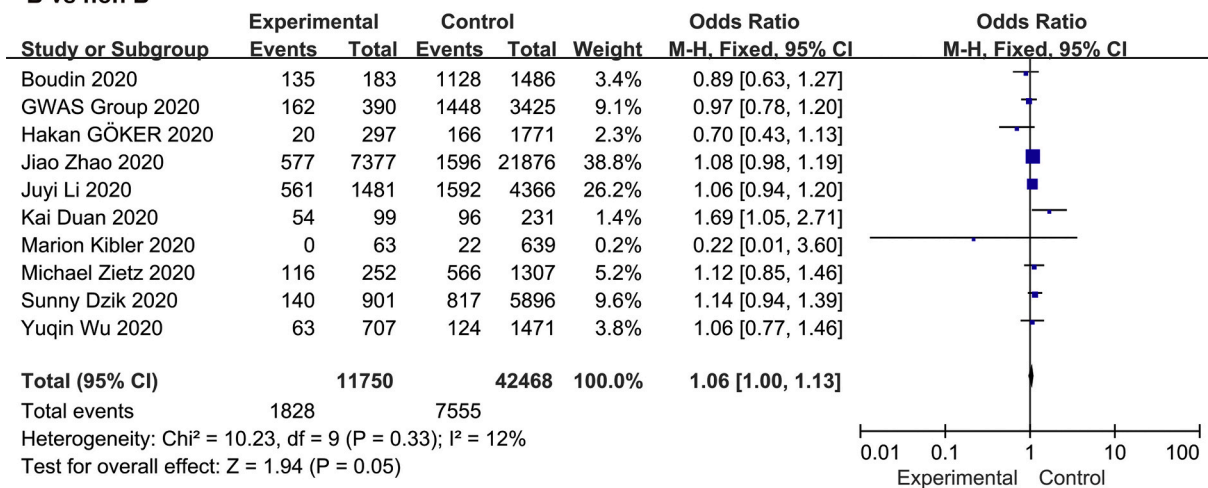 B vs non-B
Experimental Control Odds Ratio Odds Ratio
Study or Subgroup Events Total Events Total Weight M-H, Fixed, 95% CI M-H, Fixed, 95% CI
Boudin 2020 135 183 1128 1486 3.4% 0.89 [0.63, 1.27]
GWAS Group 2020 162 390 1448 3425 9.1% 0.97 [0.78, 1.20]
Hakan GÖKER 2020 20 297 166 1771 2.3% 0.70 [0.43, 1.13]
Jiao Zhao 2020 577 7377 1596 21876 38.8% 1.08 [0.98, 1.19]
Juyi Li 2020 561 1481 1592 4366 26.2% 1.06 [0.94, 1.20]
Kai Duan 2020 54 99 96 231 1.4% 1.69 [1.05, 2.71]
Marion Kibler 2020 0 63 22 639 0.2% 0.22 [0.01, 3.60]
Michael Zietz 2020 116 252 566 1307 5.2% 1.12 [0.85, 1.46]
Sunny Dzik 2020 140 901 817 5896 9.6% 1.14 [0.94, 1.39]
Yuqin Wu 2020 63 707 124 1471 3.8% 1.06 [0.77, 1.46]
Total (95% CI) 11750 42468 100.0% 1.06 [1.00, 1.13]
Total events 1828 7555
Heterogeneity: Chi² = 10.23, df = 9 (P = 0.33); I² = 12%
Test for overall effect: Z = 1.94 (P = 0.05)
0.01 0.1 1 10 100
Experimental Control